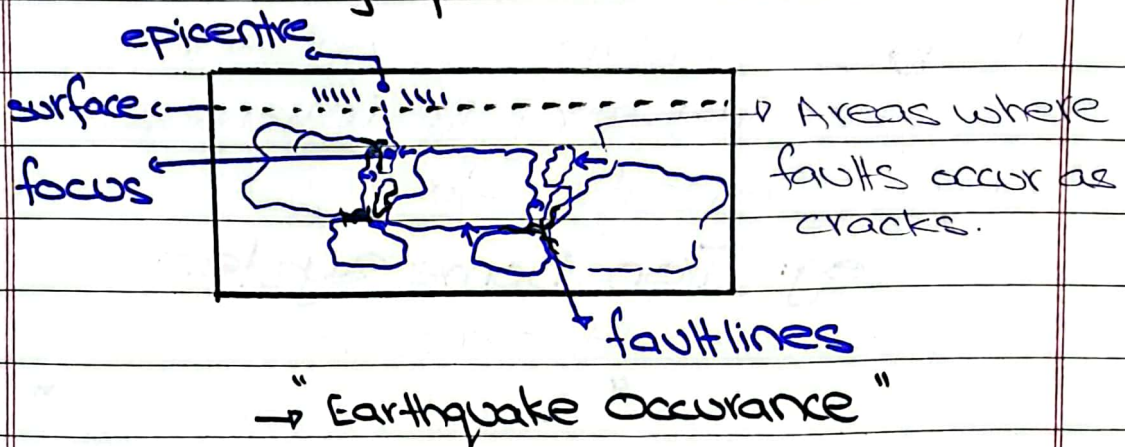 epicentre
surface
focus
Areas where
faults occur as
cracks.
faultlines
→ "Earthquake Occurance"